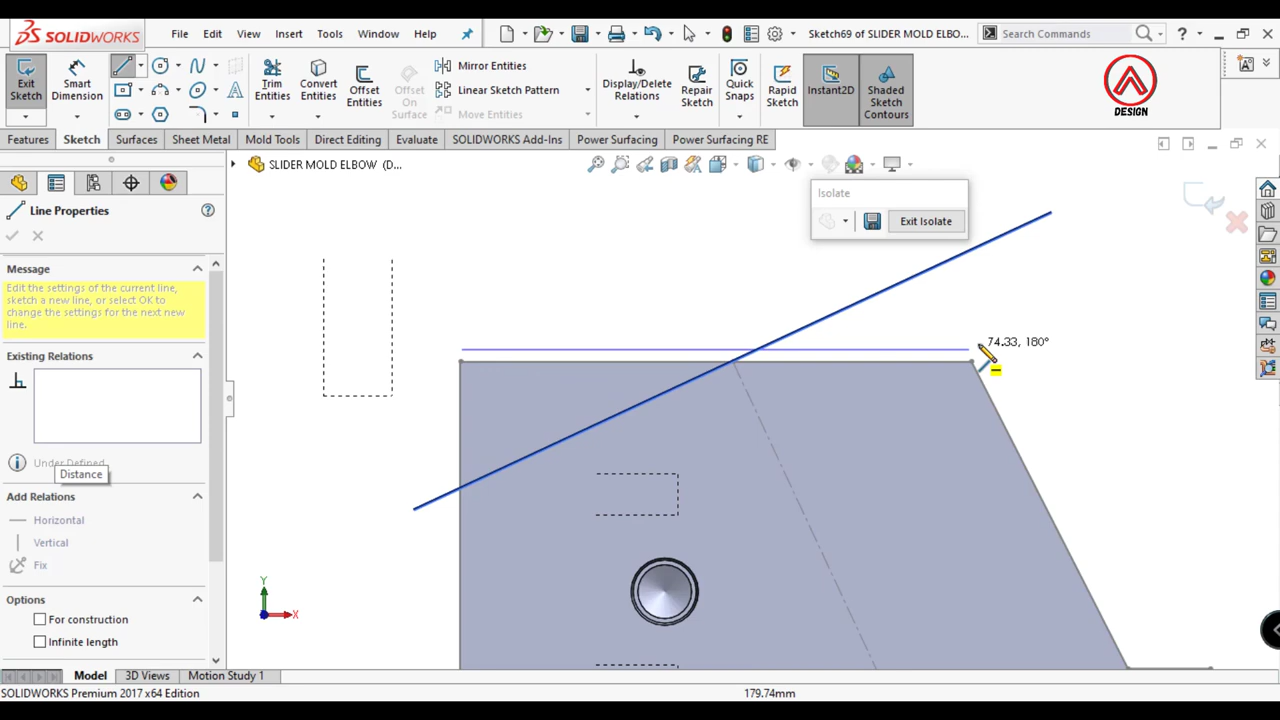 SOLIDWORKS
File Edit View Insert Tools Window Help
Sketch69 of SLIDER MOLD ELBO...
Search Commands
?
Exit Sketch
Smart Dimension
Trim Entities
Convert Entities
Offset Entities
Offset On Surface
Mirror Entities
Linear Sketch Pattern
Move Entities
Display/Delete Relations
Repair Sketch
Quick Snaps
Rapid Sketch
Instant2D
Shaded Sketch Contours
DESIGN
Features Sketch Surfaces Sheet Metal Mold Tools Direct Editing Evaluate SOLIDWORKS Add-Ins Power Surfacing Power Surfacing RE
SLIDER MOLD ELBOW (D...
Isolate
Exit Isolate
Line Properties
Message
Edit the settings of the current line, sketch a new line, or select OK to change the settings for the next new line.
Existing Relations
Under Defined
Distance
Add Relations
Horizontal
Vertical
Fix
Options
For construction
Infinite length
74.33, 180°
Y
X
Model 3D Views Motion Study 1
SOLIDWORKS Premium 2017 x64 Edition
179.74mm